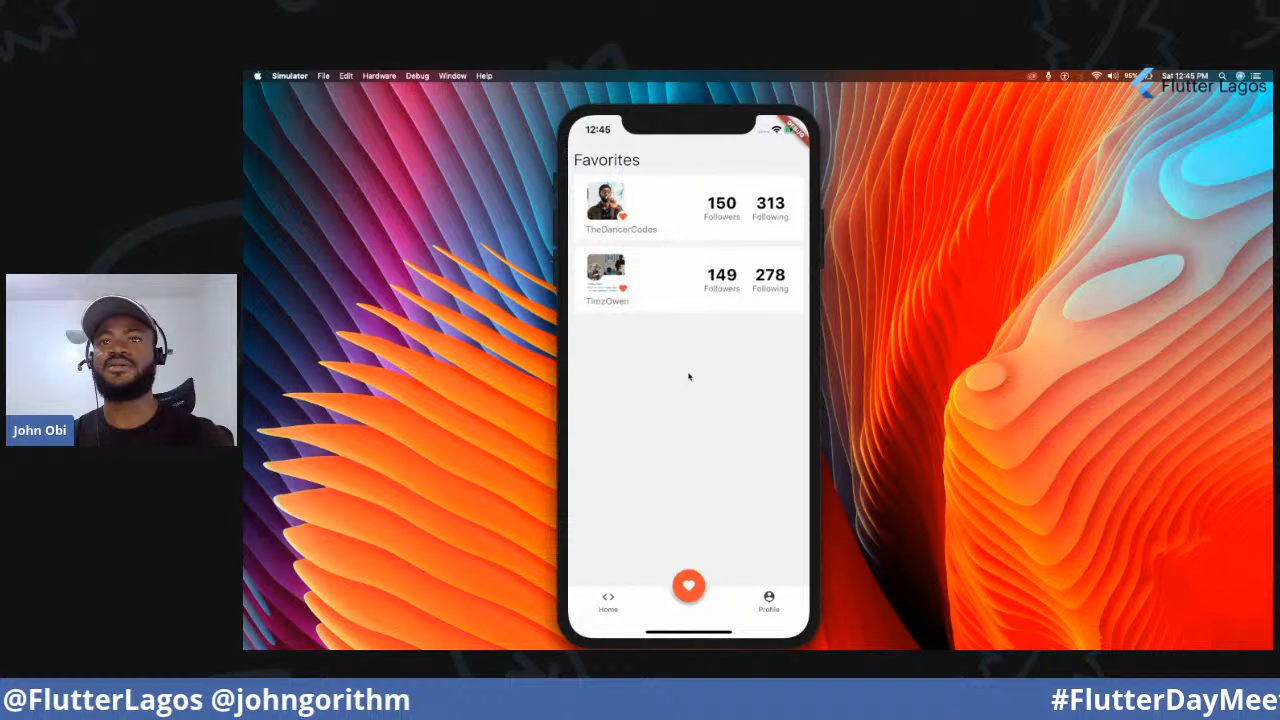 Simulator File Edit Hardware Debug Window Help
Sat 12:45 PM
Flutter Lagos
12:45
Favorites
150 313
Followers Following
TheDancerCodes
149 278
Followers Following
TimzOwen
Home
Profile
John Obi
@FlutterLagos @johngorithm
#FlutterDayMee